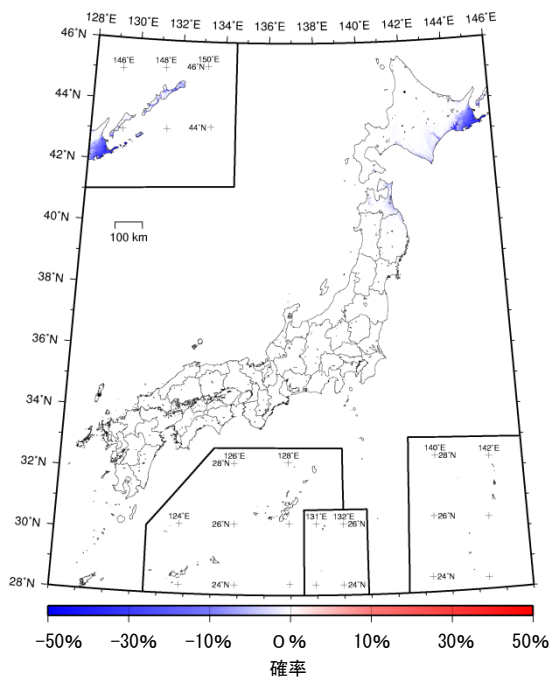 128˚E 130˚E 132˚E 134˚E 136˚E 138˚E 140˚E 142˚E 144˚E 146˚E
46˚N
146˚E 148˚E 150˚E
46˚N
44˚N
44˚N
42˚N
40˚N
100 km
38˚N
36˚N
34˚N
32˚N
126˚E 128˚E
28˚N
140˚E 142˚E
28˚N
30˚N
124˚E
26˚N
131˚E 132˚E
26˚N
26˚N
28˚N
24˚N
24˚N
24˚N
-50% -30% -10% 0% 10% 30% 50%
確率